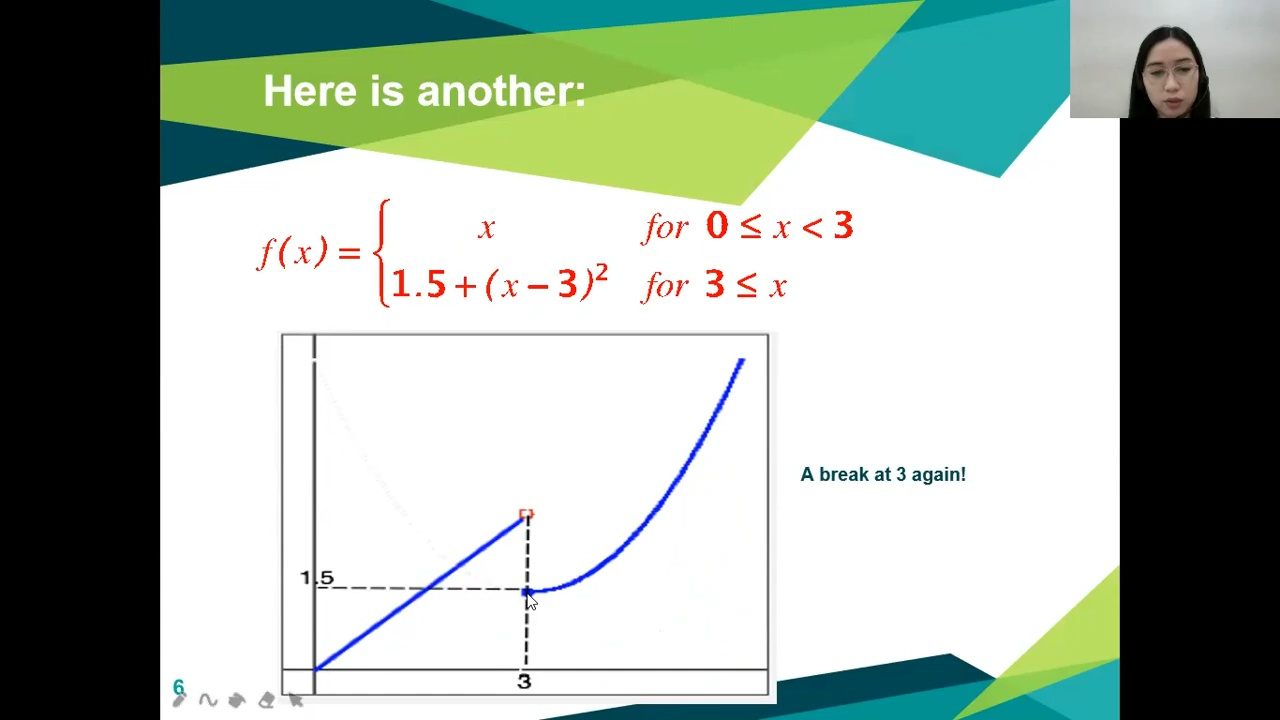 Here is another:
f(x) = { x for 0 ≤ x < 3
1.5 + (x − 3)² for 3 ≤ x
A break at 3 again!
1.5
3
6